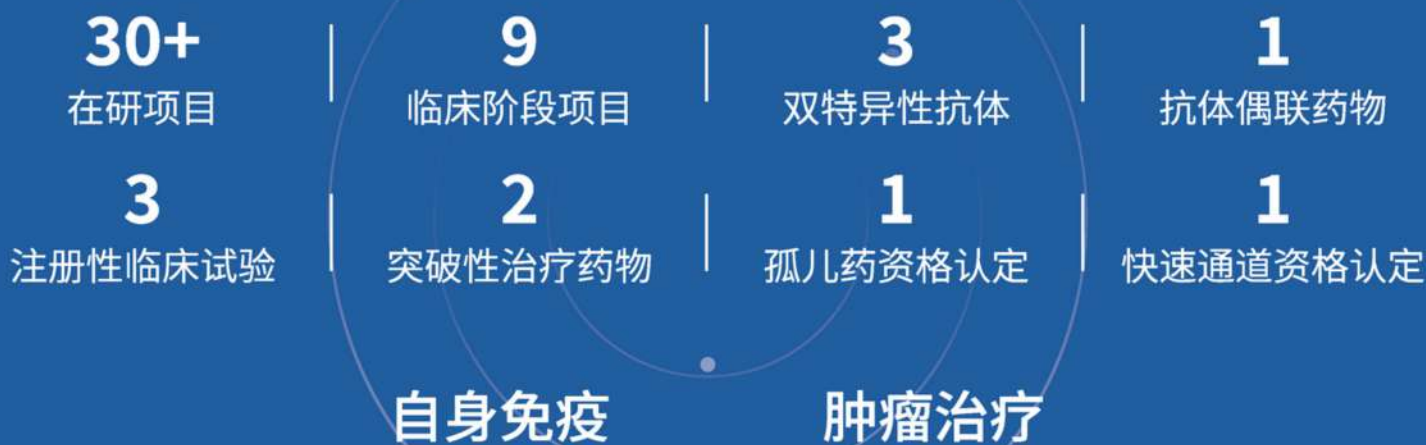 30+ 9 3 1
在研项目 临床阶段项目 双特异性抗体 抗体偶联药物
3 2 1 1
注册性临床试验 突破性治疗药物 孤儿药资格认定 快速通道资格认定
自身免疫 肿瘤治疗